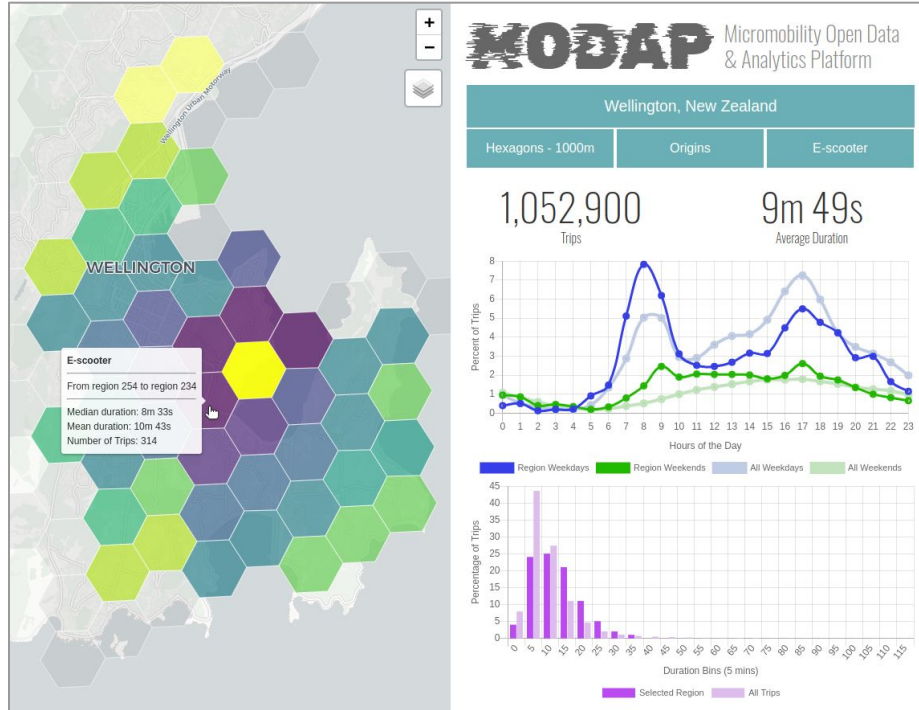 +
−
Wellington Urban Motorway
WELLINGTON
E-scooter
From region 254 to region 234
Median duration: 8m 33s
Mean duration: 10m 43s
Number of Trips: 314
MODAP
Micromobility Open Data
& Analytics Platform
Wellington, New Zealand
Hexagons - 1000m
Origins
E-scooter
1,052,900
Trips
9m 49s
Average Duration
Percent of Trips
8
7
6
5
4
3
2
1
0
0 1 2 3 4 5 6 7 8 9 10 11 12 13 14 15 16 17 18 19 20 21 22 23
Hours of the Day
Region Weekdays
Region Weekends
All Weekdays
All Weekends
Percentage of Trips
45
40
35
30
25
20
15
10
5
0
0 5 10 15 20 25 30 35 40 45 50 55 60 65 70 75 80 85 90 95 100 105 110 115
Duration Bins (5 mins)
Selected Region
All Trips